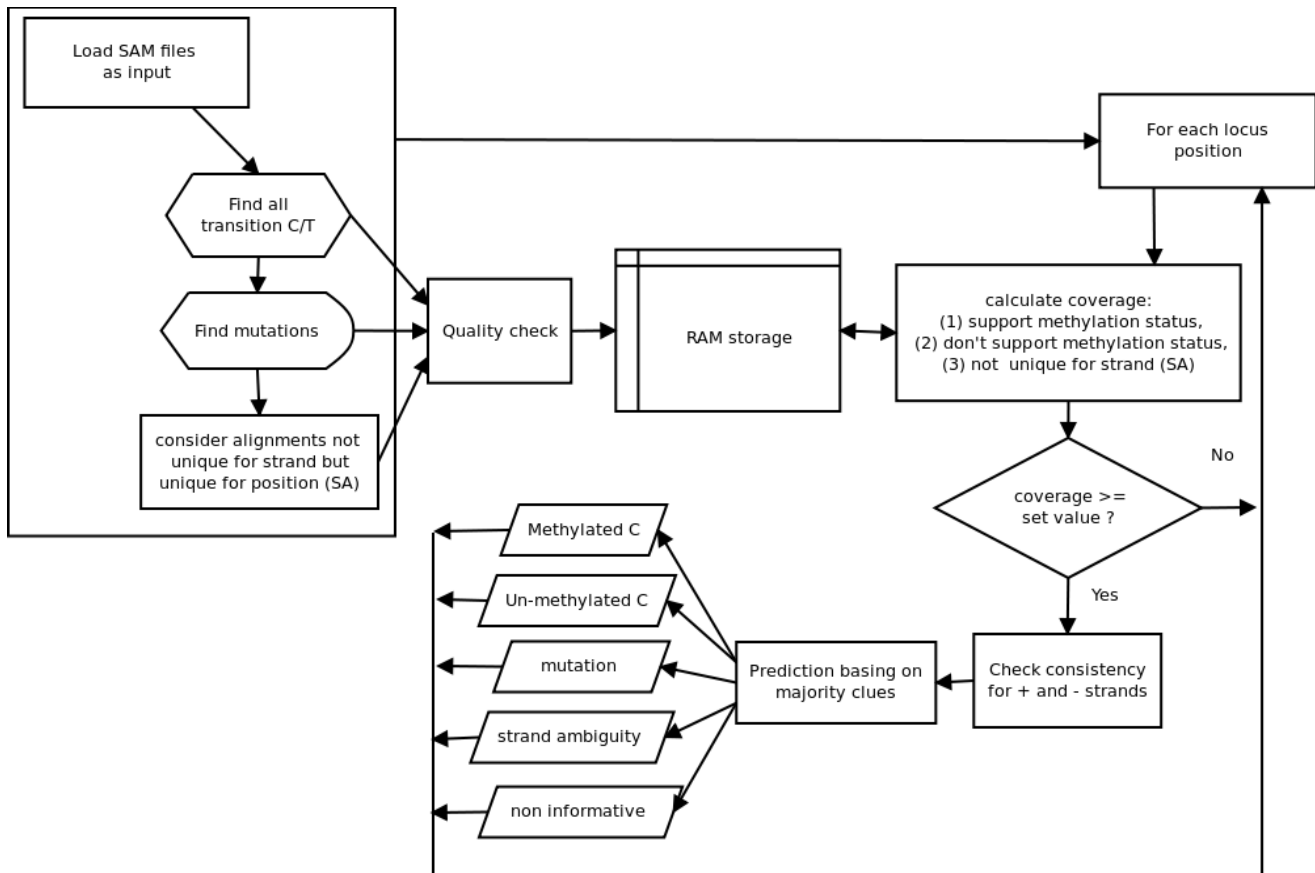 Load SAM files
as input
Find all
transition C/T
Find mutations
consider alignments not
unique for strand but
unique for position (SA)
Quality check
RAM storage
For each locus
position
calculate coverage:
(1) support methylation status,
(2) don't support methylation status,
(3) not unique for strand (SA)
coverage >=
set value ?
No
Yes
Check consistency
for + and - strands
Prediction basing on
majority clues
Methylated C
Un-methylated C
mutation
strand ambiguity
non informative